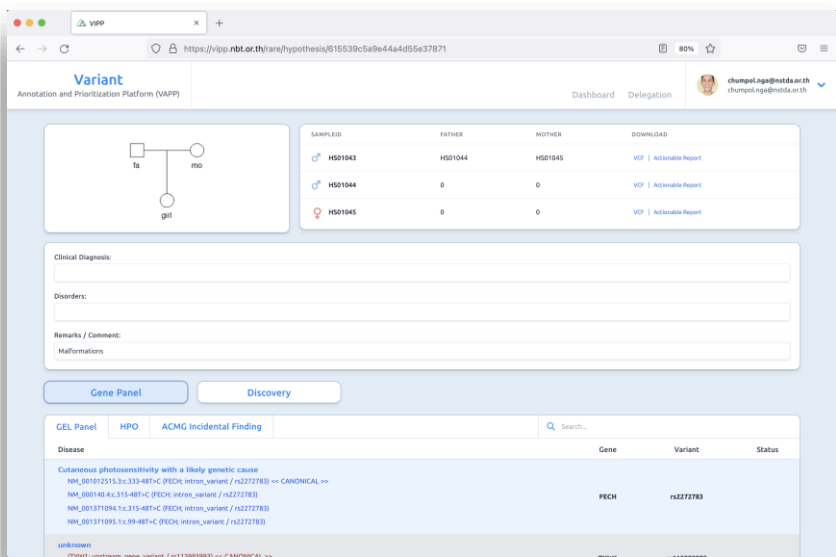 VIPP
https://vipp.nbt.or.th/rare/hypothesis/615539c5a9e44a4d55e37871
80%
Variant
Annotation and Prioritization Platform (VAPP)
Dashboard Delegation
chumpol.nga@nstda.or.th
chumpol.nga@nstda.or.th
fa mo
girl
SAMPLEID FATHER MOTHER DOWNLOAD
HS01043 HS01044 HS01045 VCF | Actionable Report
HS01044 0 0 VCF | Actionable Report
HS01045 0 0 VCF | Actionable Report
Clinical Diagnosis:
Disorders:
Remarks / Comment:
Malformations
Gene Panel Discovery
GEL Panel HPO ACMG Incidental Finding Search...
Disease Gene Variant Status
Cutaneous photosensitivity with a likely genetic cause
NM_001012515.3:c.333-48T>C (FECH; intron_variant / rs2272783) << CANONICAL >>
NM_000140.4:c.315-48T>C (FECH; intron_variant / rs2272783)
FECH rs2272783
NM_001371094.1:c.315-48T>C (FECH; intron_variant / rs2272783)
NM_001371095.1:c.99-48T>C (FECH; intron_variant / rs2272783)
unknown